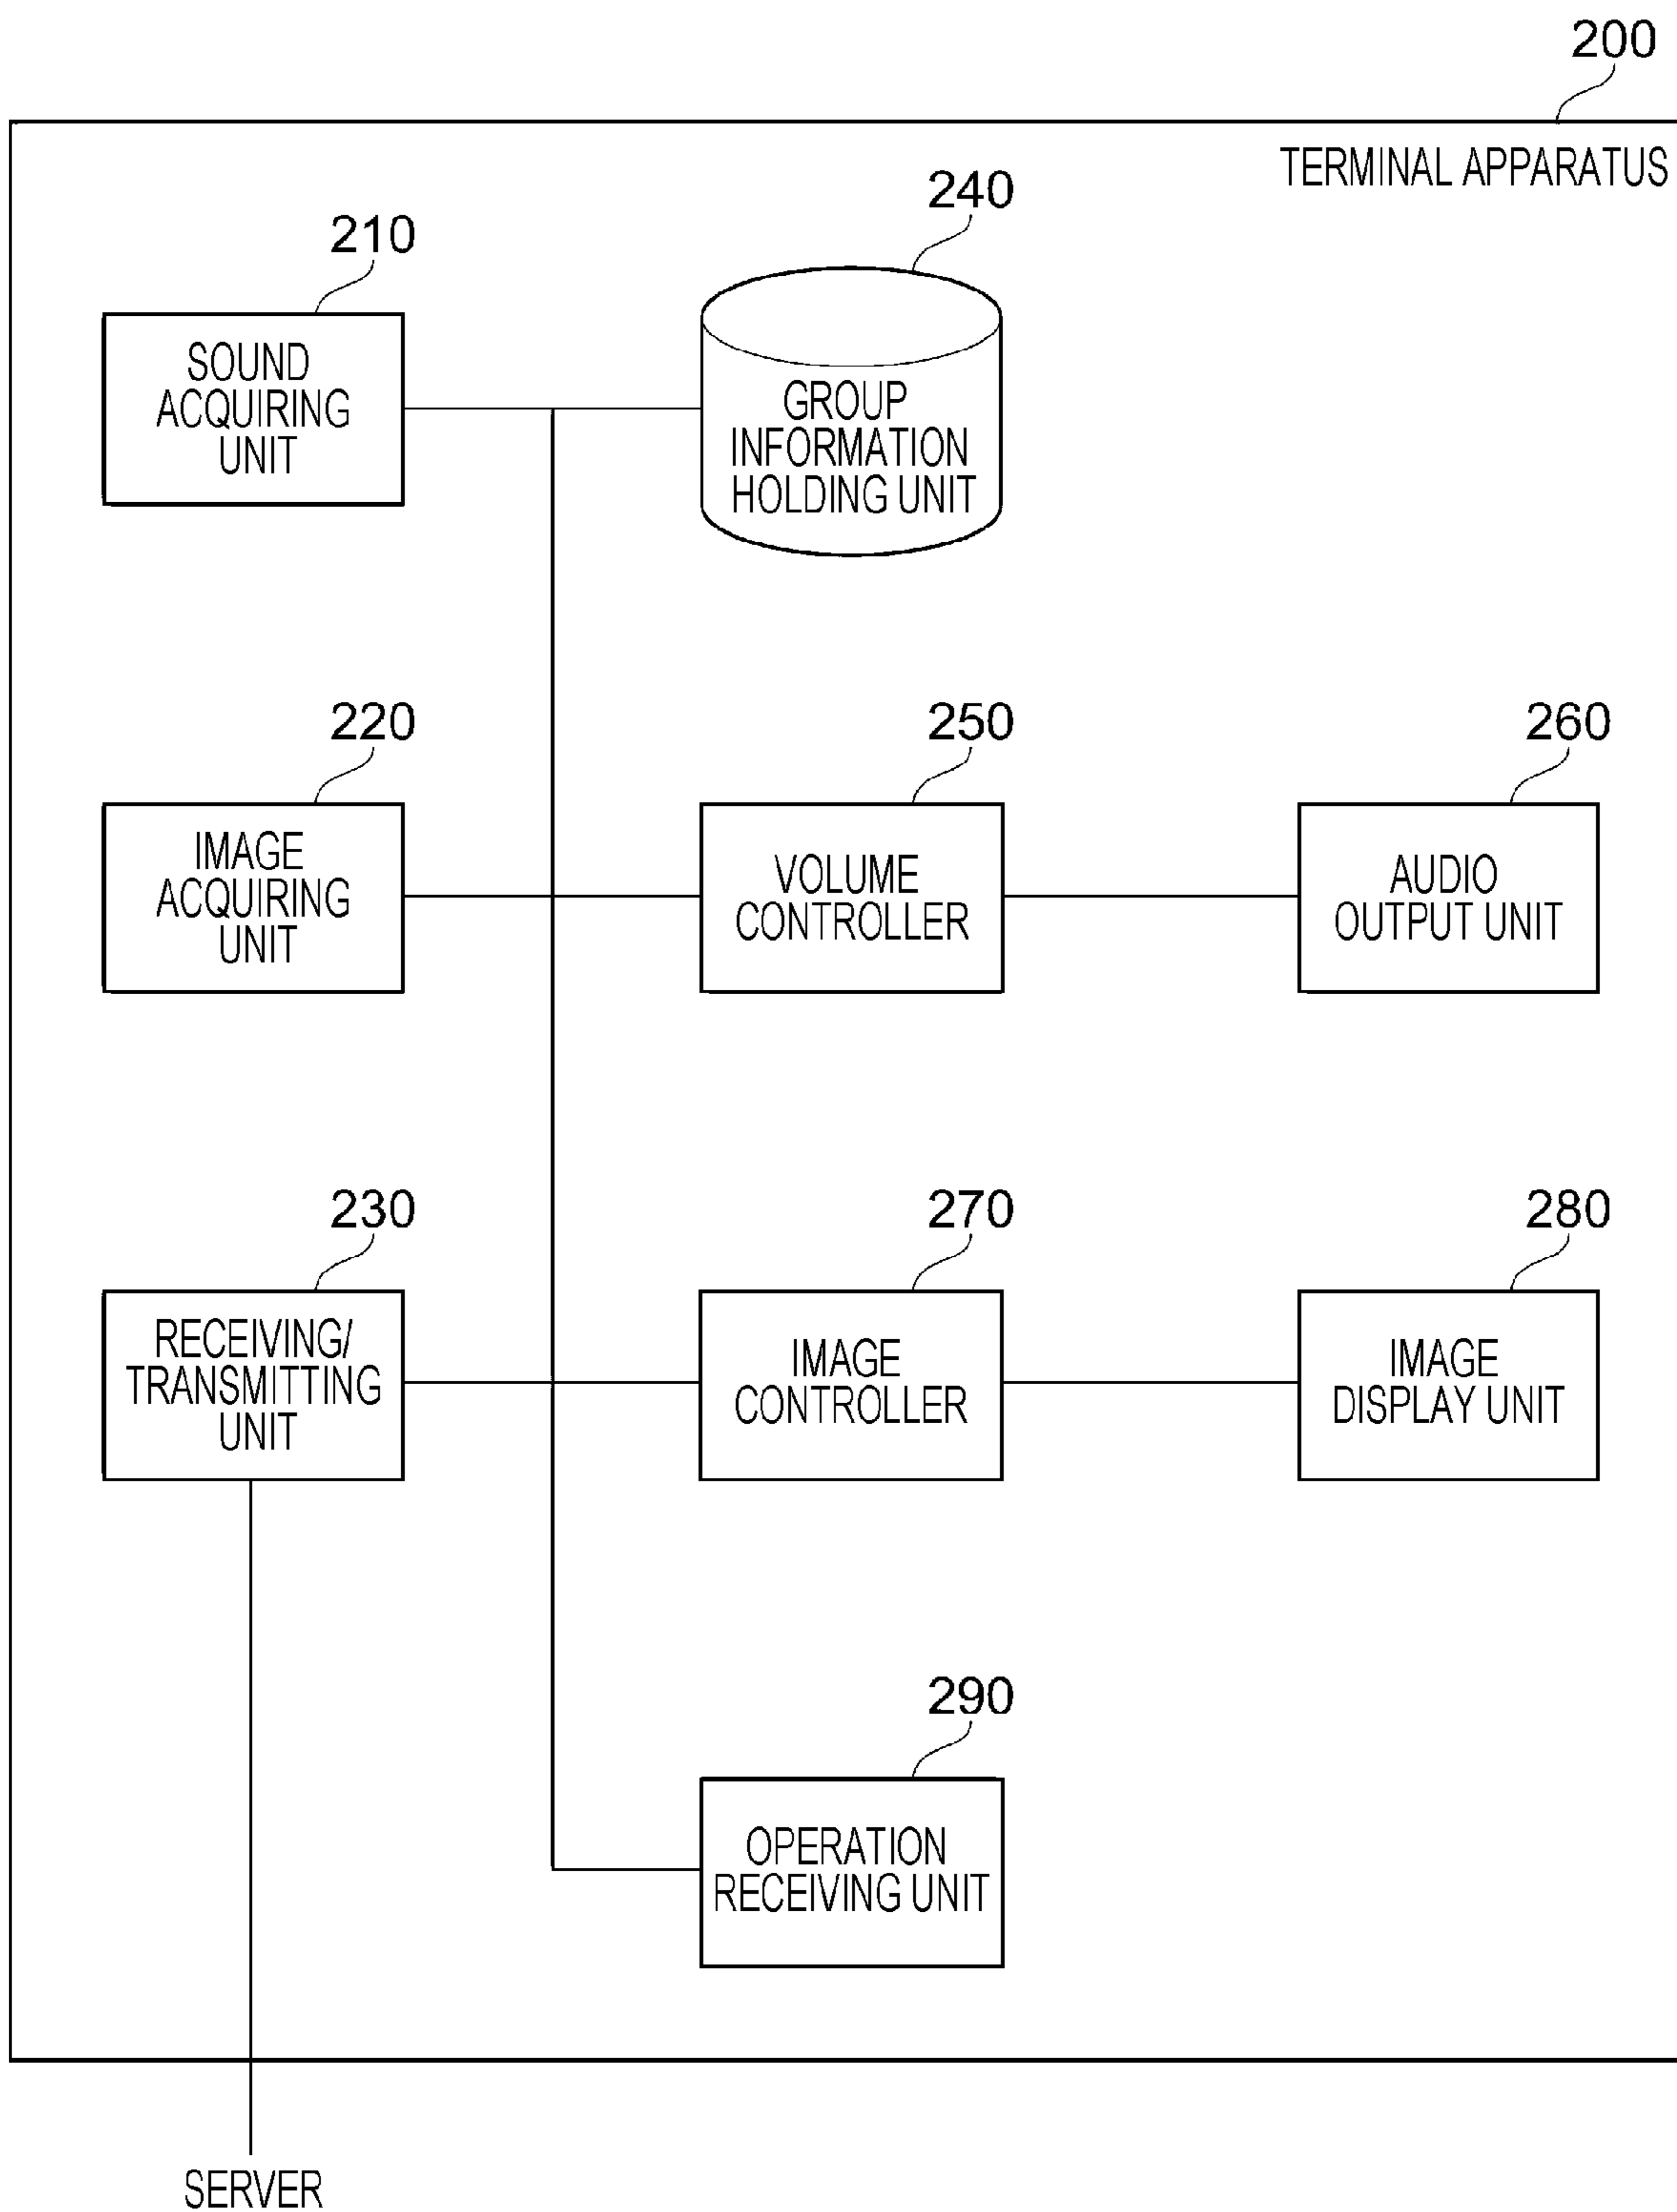 200
TERMINAL APPARATUS
210
SOUND
ACQUIRING
UNIT
240
GROUP
INFORMATION
HOLDING UNIT
220
IMAGE
ACQUIRING
UNIT
250
VOLUME
CONTROLLER
260
AUDIO
OUTPUT UNIT
230
RECEIVING/
TRANSMITTING
UNIT
270
IMAGE
CONTROLLER
280
IMAGE
DISPLAY UNIT
290
OPERATION
RECEIVING UNIT
SERVER